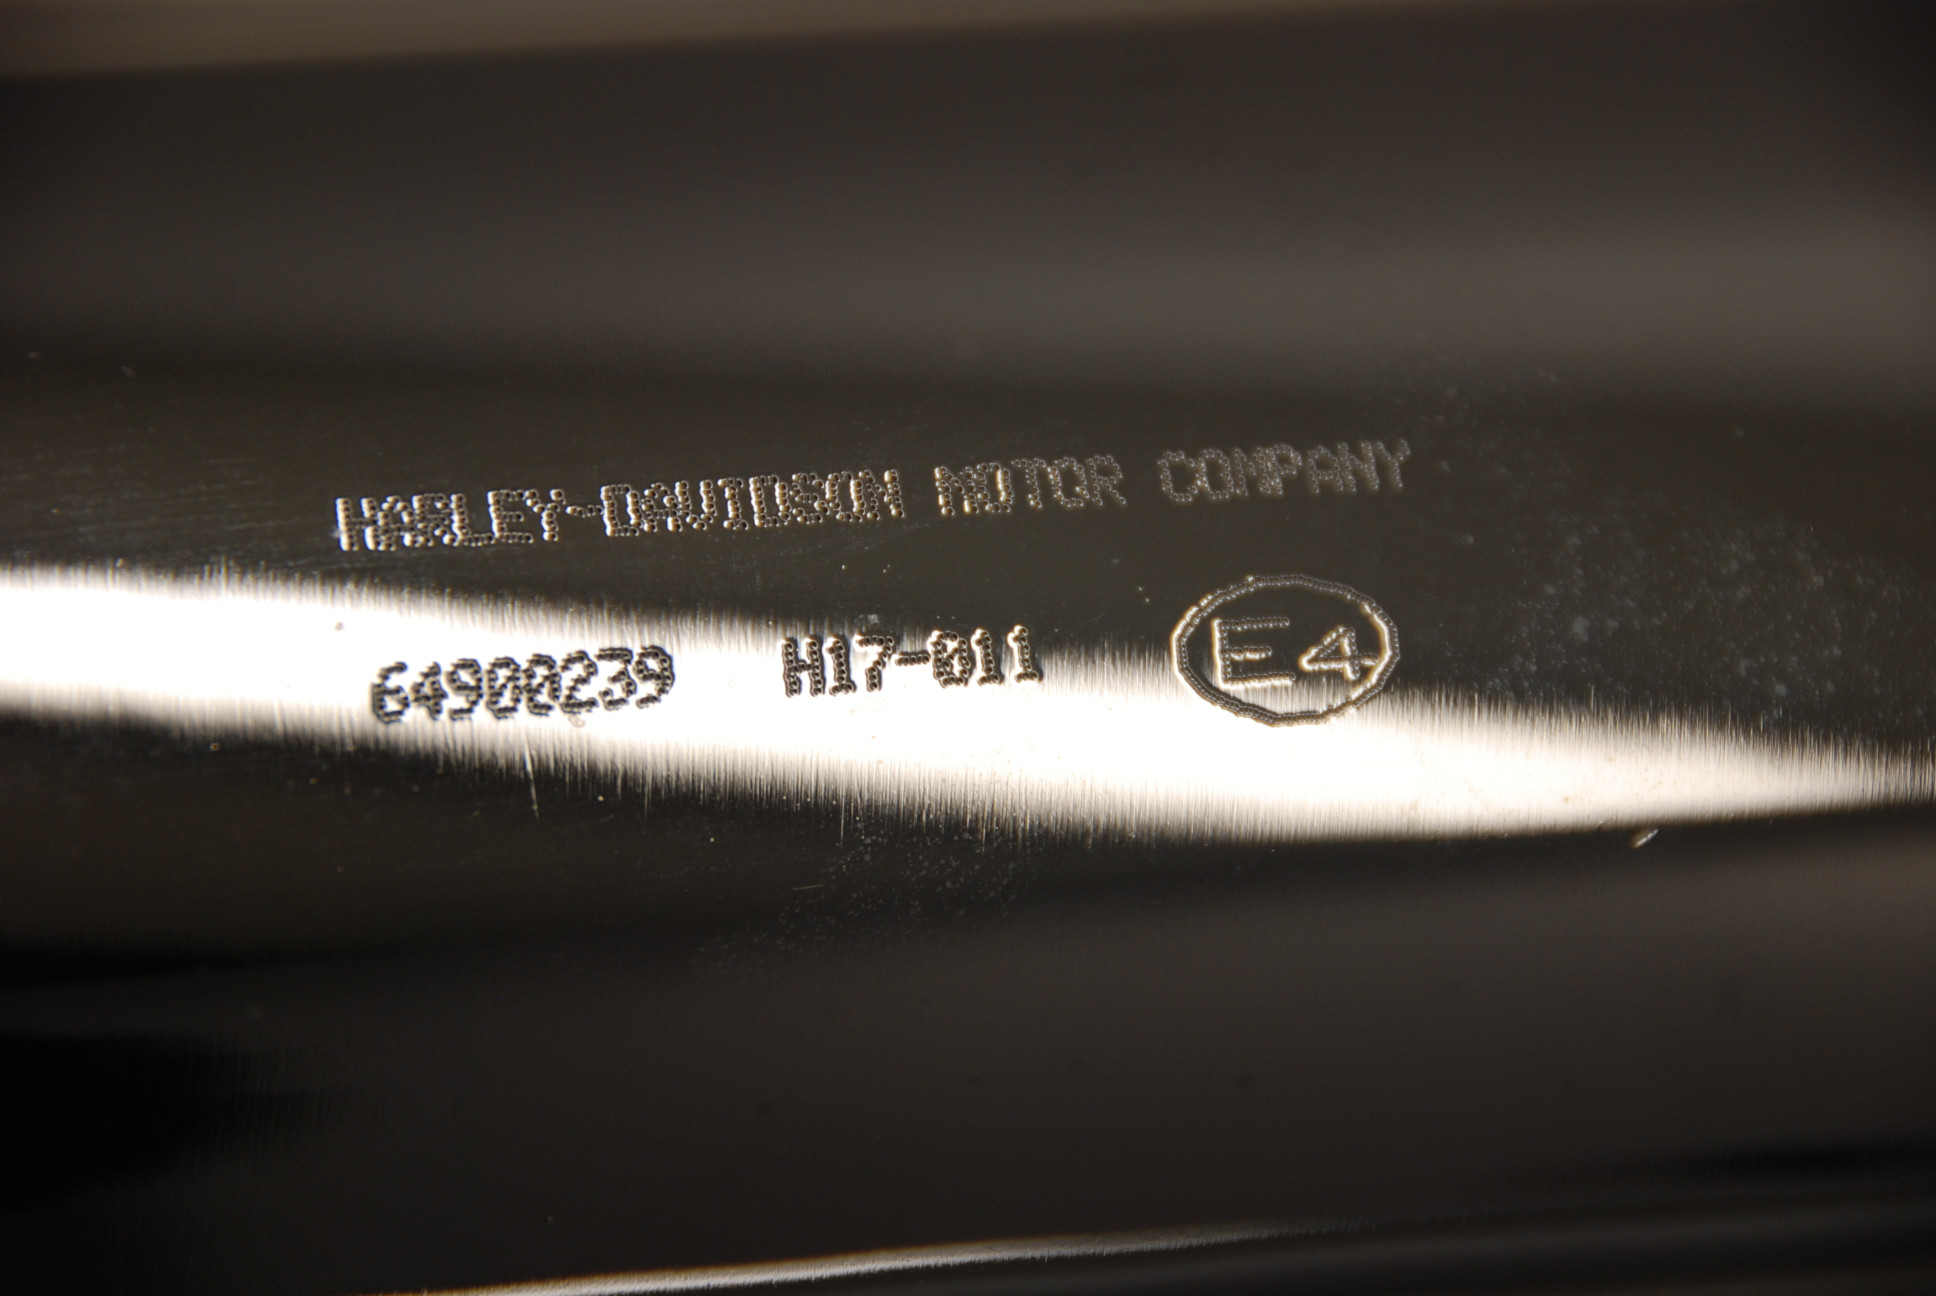 HARLEY-DAVIDSON MOTOR COMPANY
64900239 H17-011 E4